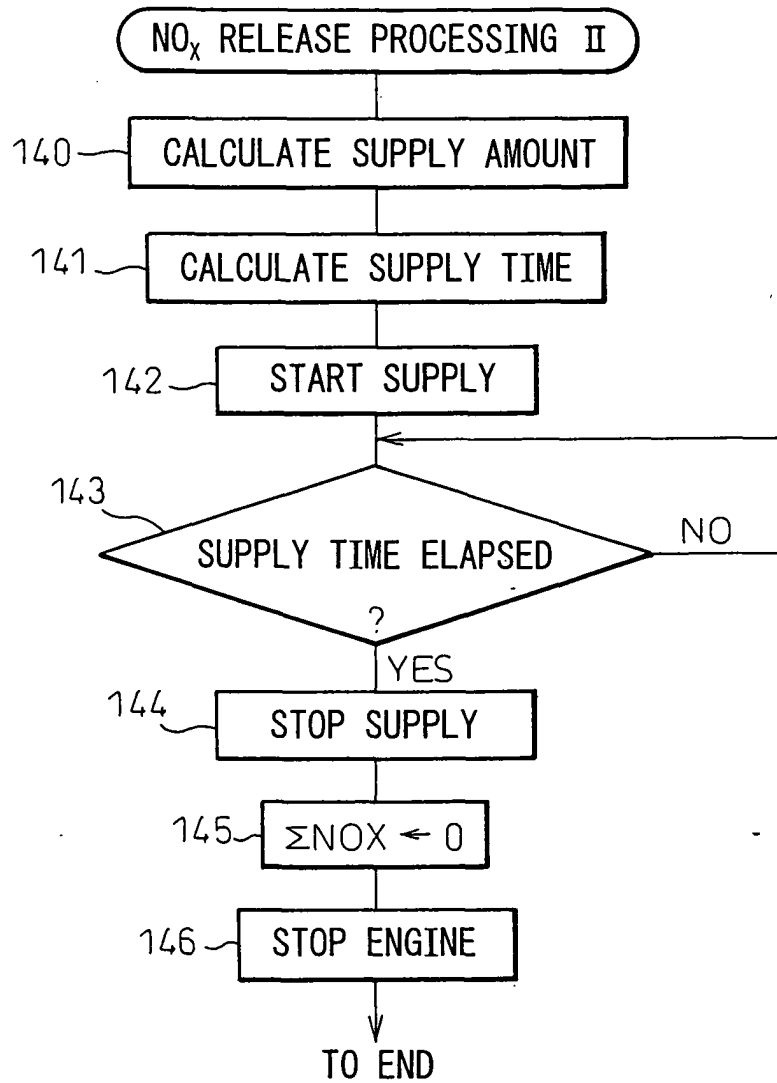 NOx RELEASE PROCESSING II
140
CALCULATE SUPPLY AMOUNT
141
CALCULATE SUPPLY TIME
142
START SUPPLY
143
SUPPLY TIME ELAPSED
?
NO
YES
144
STOP SUPPLY
145
ΣNOX ← 0
146
STOP ENGINE
TO END